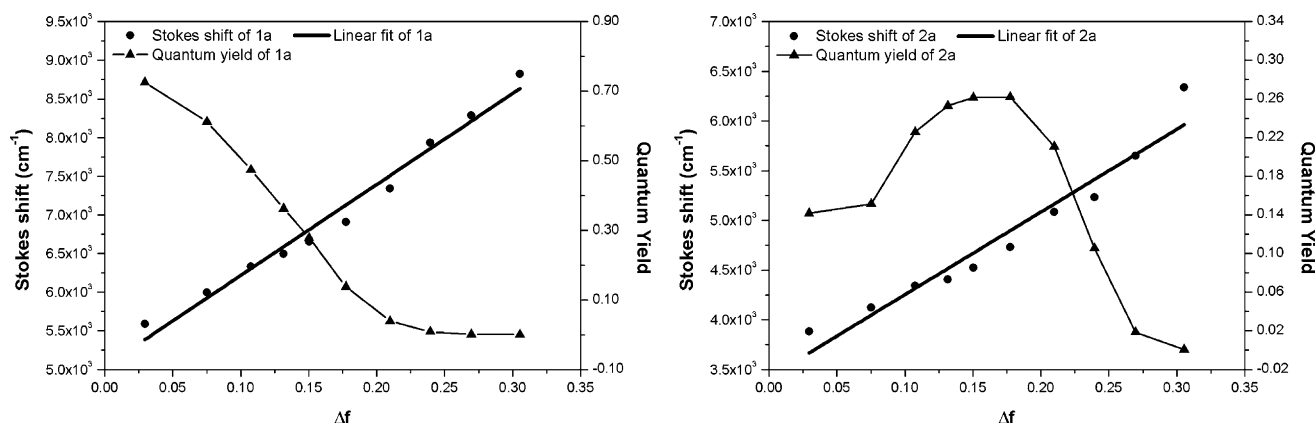 9.5x10³
9.0x10³
8.5x10³
8.0x10³
7.5x10³
7.0x10³
6.5x10³
6.0x10³
5.5x10³
5.0x10³
Stokes shift (cm⁻¹)
Stokes shift of 1a
Linear fit of 1a
Quantum yield of 1a
0.90
0.70
0.50
0.30
0.10
-0.10
Quantum Yield
0.00 0.05 0.10 0.15 0.20 0.25 0.30 0.35
Δf
7.0x10³
6.5x10³
6.0x10³
5.5x10³
5.0x10³
4.5x10³
4.0x10³
3.5x10³
Stokes shift (cm⁻¹)
Stokes shift of 2a
Linear fit of 2a
Quantum yield of 2a
0.34
0.30
0.26
0.22
0.18
0.14
0.10
0.06
0.02
-0.02
Quantum Yield
0.00 0.05 0.10 0.15 0.20 0.25 0.30 0.35
Δf